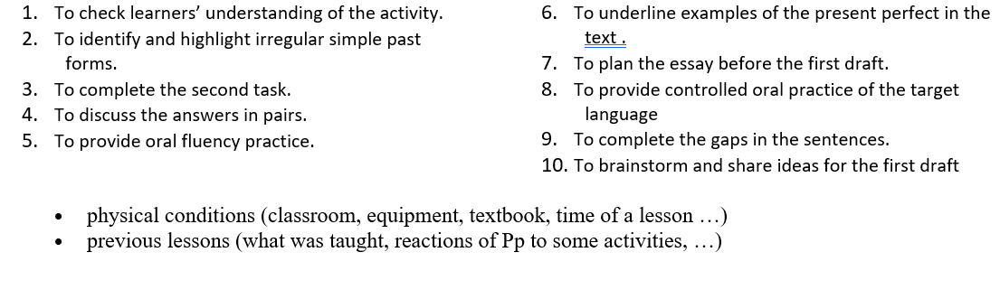 1. To check learners’ understanding of the activity.
2. To identify and highlight irregular simple past
forms.
3. To complete the second task.
4. To discuss the answers in pairs.
5. To provide oral fluency practice.
6. To underline examples of the present perfect in the
text .
7. To plan the essay before the first draft.
8. To provide controlled oral practice of the target
language
9. To complete the gaps in the sentences.
10. To brainstorm and share ideas for the first draft
• physical conditions (classroom, equipment, textbook, time of a lesson …)
• previous lessons (what was taught, reactions of Pp to some activities, …)